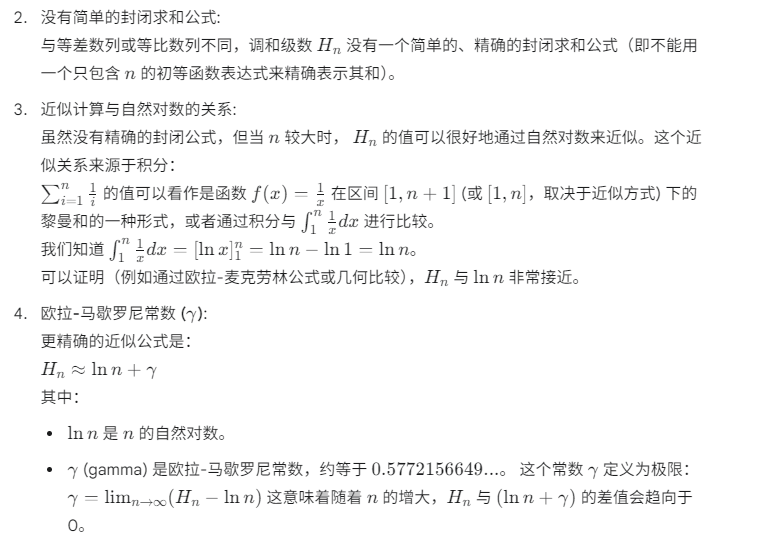 2. 没有简单的封闭求和公式:
与等差数列或等比数列不同，调和级数 $H_n$ 没有一个简单的、精确的封闭求和公式（即不能用
一个只包含 $n$ 的初等函数表达式来精确表示其和）。
3. 近似计算与自然对数的关系:
虽然没有精确的封闭公式，但当 $n$ 较大时， $H_n$ 的值可以很好地通过自然对数来近似。这个近
似关系来源于积分：
$\sum_{i=1}^{n} \frac{1}{i}$ 的值可以看作是函数 $f(x) = \frac{1}{x}$ 在区间 $[1, n+1]$ (或 $[1, n]$，取决于近似方式) 下的
黎曼和的一种形式，或者通过积分与 $\int_1^n \frac{1}{x} dx$ 进行比较。
我们知道 $\int_1^n \frac{1}{x} dx = [\ln x]_1^n = \ln n - \ln 1 = \ln n$。
可以证明（例如通过欧拉-麦克劳林公式或几何比较），$H_n$ 与 $\ln n$ 非常接近。
4. 欧拉-马歇罗尼常数 ($\gamma$):
更精确的近似公式是：
$H_n \approx \ln n + \gamma$
其中：
• $\ln n$ 是 $n$ 的自然对数。
• $\gamma$ (gamma) 是欧拉-马歇罗尼常数，约等于 $0.5772156649...$。 这个常数 $\gamma$ 定义为极限：
$\gamma = \lim_{n \to \infty} (H_n - \ln n)$ 这意味着随着 $n$ 的增大，$H_n$ 与 $(\ln n + \gamma)$ 的差值会趋向于
0。